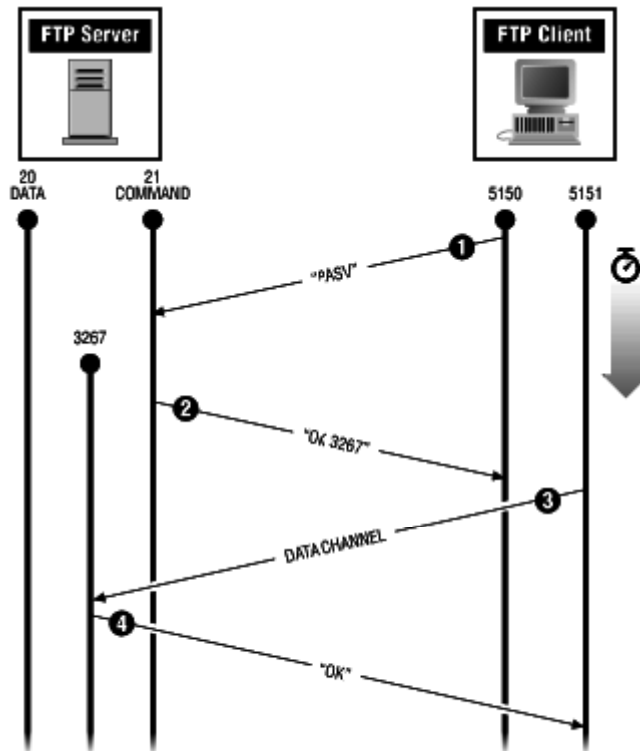 FTP Server
FTP Client
20
DATA
21
COMMAND
5150
5151
1
"PASV"
3267
2
"OK 3267"
3
DATA CHANNEL
4
"OK"